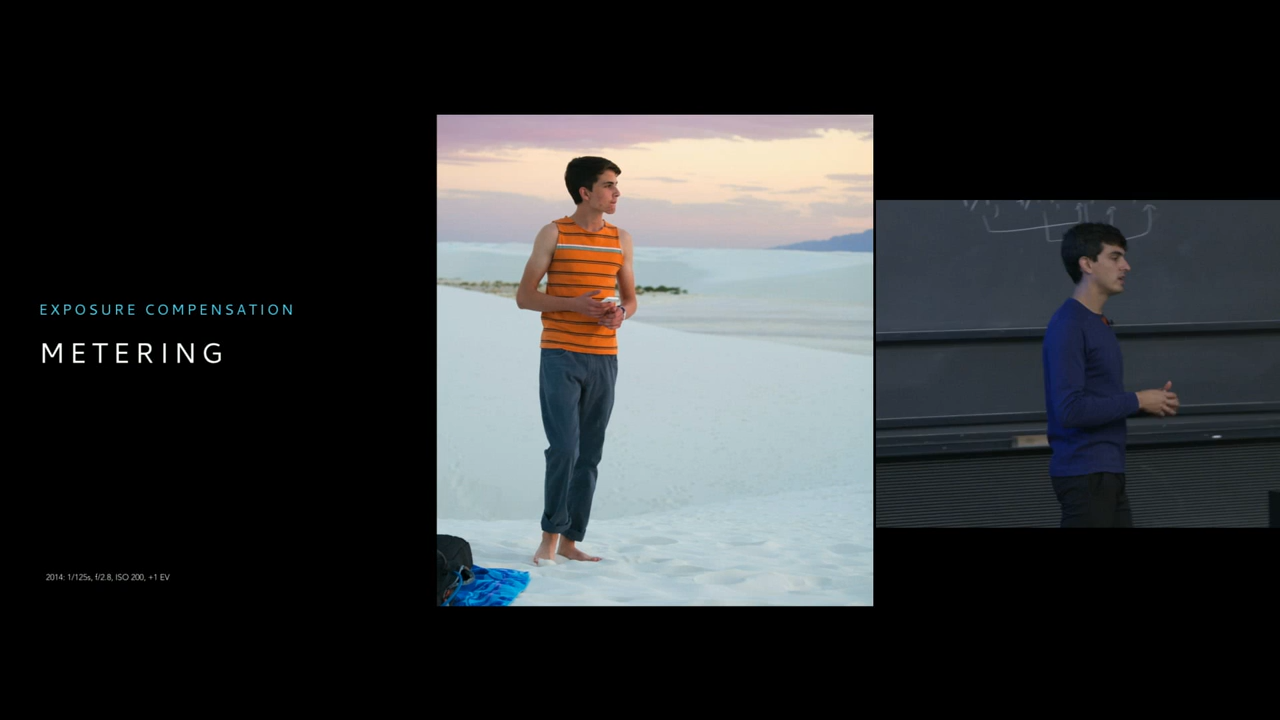 EXPOSURE COMPENSATION
METERING
2014: 1/125s, f/2.8, ISO 200, +1 EV